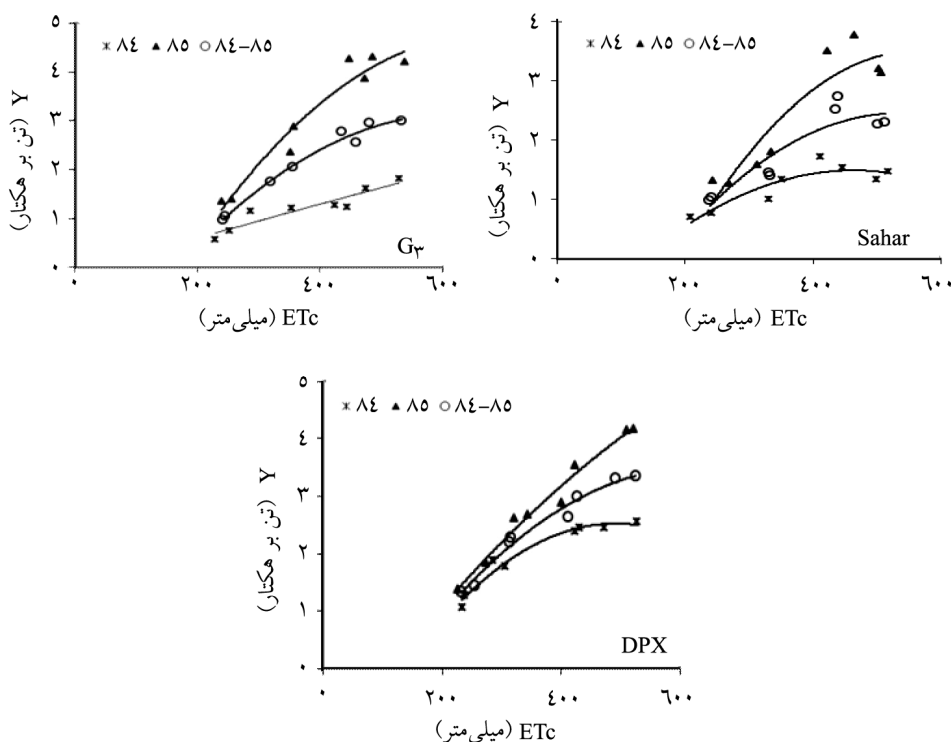 ۵
* ۸۴ ▲ ۸۵ ○ ۸۴-۸۵
۴
۳
۲
۱
۰
Y (تن بر هکتار)
G۳
۲۰۰ ۴۰۰ ۶۰۰
ETc (میلی‌متر)
۴
* ۸۴ ▲ ۸۵ ○ ۸۴-۸۵
۳
۲
۱
۰
Y (تن بر هکتار)
Sahar
۲۰۰ ۴۰۰ ۶۰۰
ETc (میلی‌متر)
۵
* ۸۴ ▲ ۸۵ ○ ۸۴-۸۵
۴
۳
۲
۱
۰
Y (تن بر هکتار)
DPX
۰ ۲۰۰ ۴۰۰ ۶۰۰
ETc (میلی‌متر)